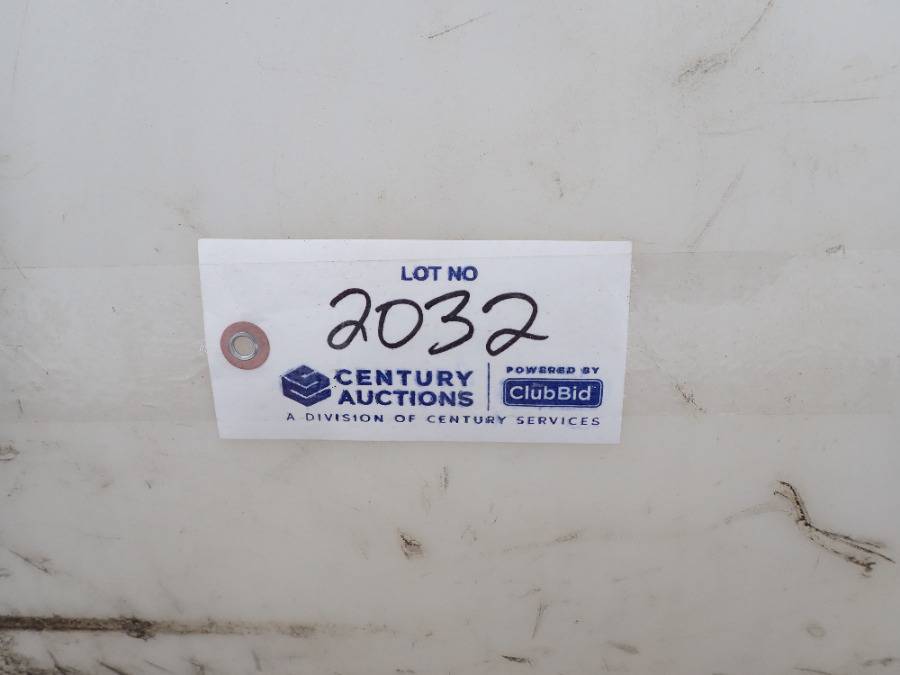 LOT NO
2032
CENTURY AUCTIONS
POWERED BY
ClubBid
A DIVISION OF CENTURY SERVICES